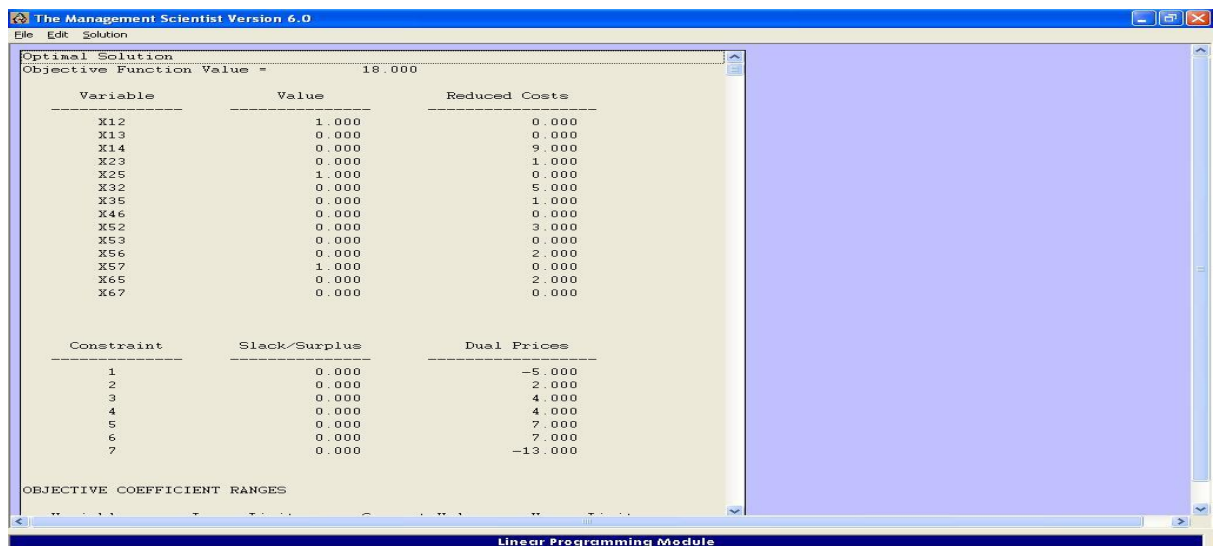 The Management Scientist Version 6.0
File Edit Solution
Optimal Solution
Objective Function Value = 18.000
Variable Value Reduced Costs
-------------- --------------- ------------------
X12 1.000 0.000
X13 0.000 0.000
X14 0.000 9.000
X23 0.000 1.000
X25 1.000 0.000
X32 0.000 5.000
X35 0.000 1.000
X46 0.000 0.000
X52 0.000 3.000
X53 0.000 0.000
X56 0.000 2.000
X57 1.000 0.000
X65 0.000 2.000
X67 0.000 0.000
Constraint Slack/Surplus Dual Prices
-------------- --------------- ------------------
1 0.000 -5.000
2 0.000 2.000
3 0.000 4.000
4 0.000 4.000
5 0.000 7.000
6 0.000 7.000
7 0.000 -13.000
OBJECTIVE COEFFICIENT RANGES
Linear Programming Module